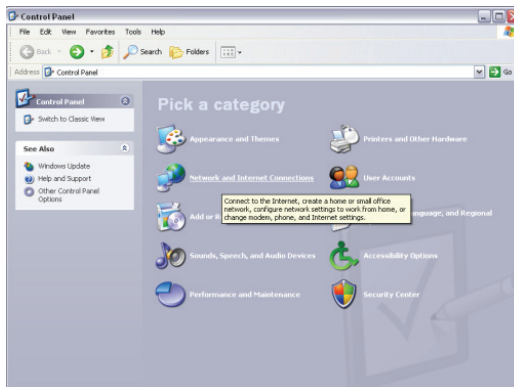 Control Panel
File Edit View Favorites Tools Help
Back Search Folders
Address Control Panel Go
Control Panel
Switch to Classic View
See Also
Windows Update
Help and Support
Other Control Panel
Options
Pick a category
Appearance and Themes
Printers and Other Hardware
Network and Internet Connections
User Accounts
Add or R
Connect to the Internet, create a home or small office
network, configure network settings to work from home, or
change modem, phone, and Internet settings.
anguage, and Regional
Sounds, Speech, and Audio Devices
Accessibility Options
Performance and Maintenance
Security Center